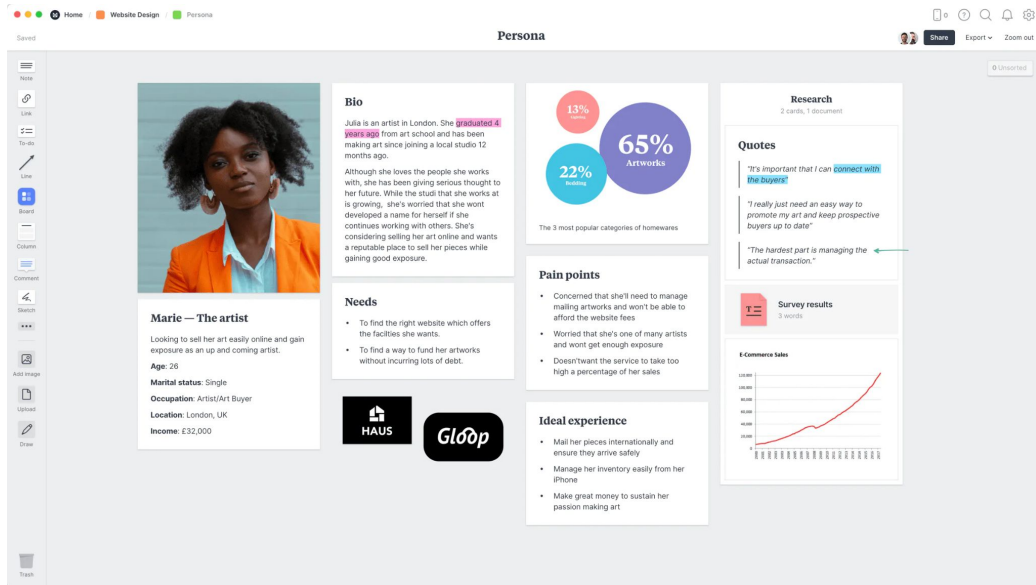 Home / Website Design / Persona
Saved
Persona
0
Share
Export
Zoom out
0 Unsorted
Note
Link
To-do
Line
Board
Column
Comment
Sketch
Add image
Upload
Draw
Trash
Marie — The artist
Looking to sell her art easily online and gain
exposure as an up and coming artist.
Age: 26
Marital status: Single
Occupation: Artist/Art Buyer
Location: London, UK
Income: £32,000
Bio
Julia is an artist in London. She graduated 4
years ago from art school and has been
making art since joining a local studio 12
months ago.
Although she loves the people she works
with, she has been giving serious thought to
her future. While the studi that she works at
is growing, she's worried that she wont
developed a name for herself if she
continues working with others. She's
considering selling her art online and wants
a reputable place to sell her pieces while
gaining good exposure.
Needs
To find the right website which offers
the facilties she wants.
To find a way to fund her artworks
without incurring lots of debt.
HAUS
Gloop
13%
65%
Artworks
22%
Building
The 3 most popular categories of homewares
Pain points
Concerned that she'll need to manage
mailing artworks and won't be able to
afford the website fees
Worried that she's one of many artists
and wont get enough exposure
Doesn'twant the service to take too
high a percentage of her sales
Ideal experience
Mail her pieces internationally and
ensure they arrive safely
Manage her inventory easily from her
iPhone
Make great money to sustain her
passion making art
Research
2 cards, 1 document
Quotes
"It's important that I can connect with
the buyers"
"I really just need an easy way to
promote my art and keep prospective
buyers up to date"
"The hardest part is managing the
actual transaction."
Survey results
3 words
E-Commerce Sales
120,000
100,000
80,000
60,000
40,000
20,000
0